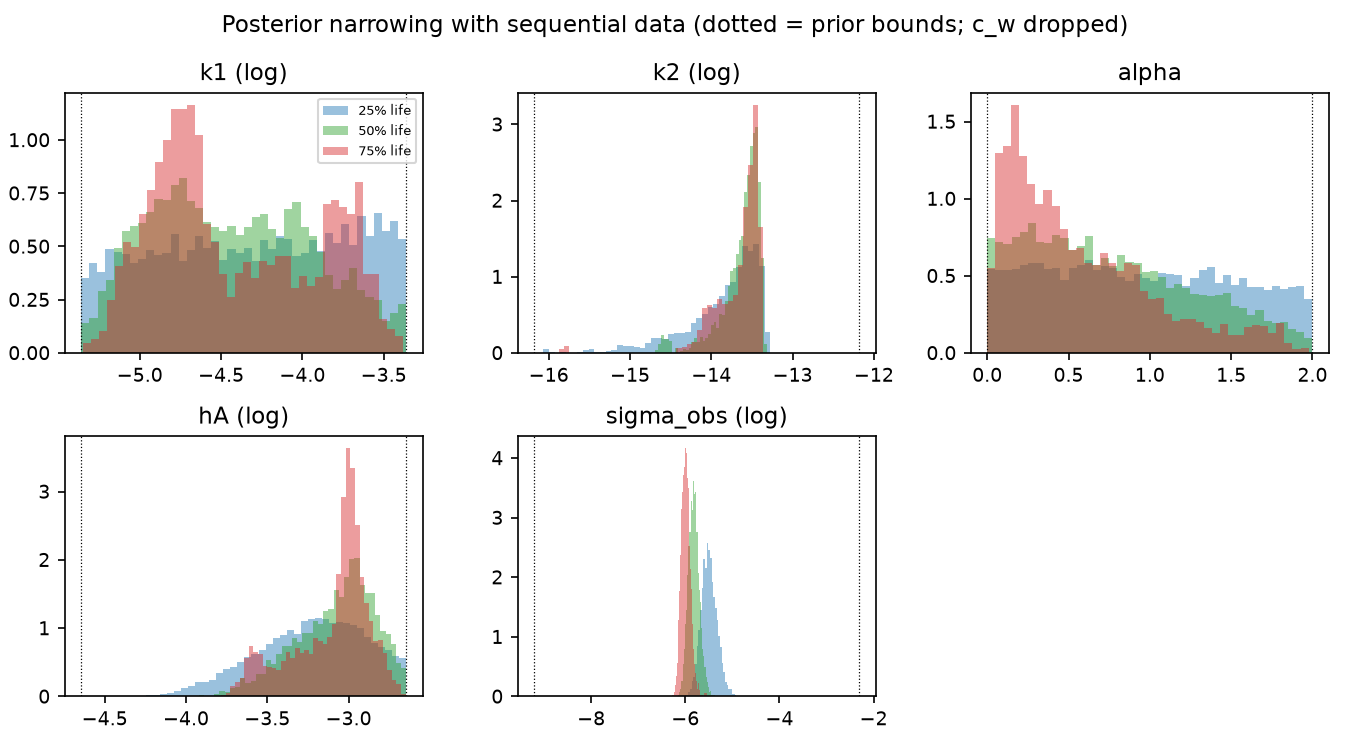 Posterior narrowing with sequential data (dotted = prior bounds; c_w dropped)
k1 (log)
k2 (log)
alpha
25% life
50% life
75% life
1.00
0.75
0.50
0.25
0.00
−5.0 −4.5 −4.0 −3.5
3
2
1
0
−16 −15 −14 −13 −12
1.5
1.0
0.5
0.0
0.0 0.5 1.0 1.5 2.0
hA (log)
sigma_obs (log)
3
2
1
0
−4.5 −4.0 −3.5 −3.0
4
3
2
1
0
−8 −6 −4 −2